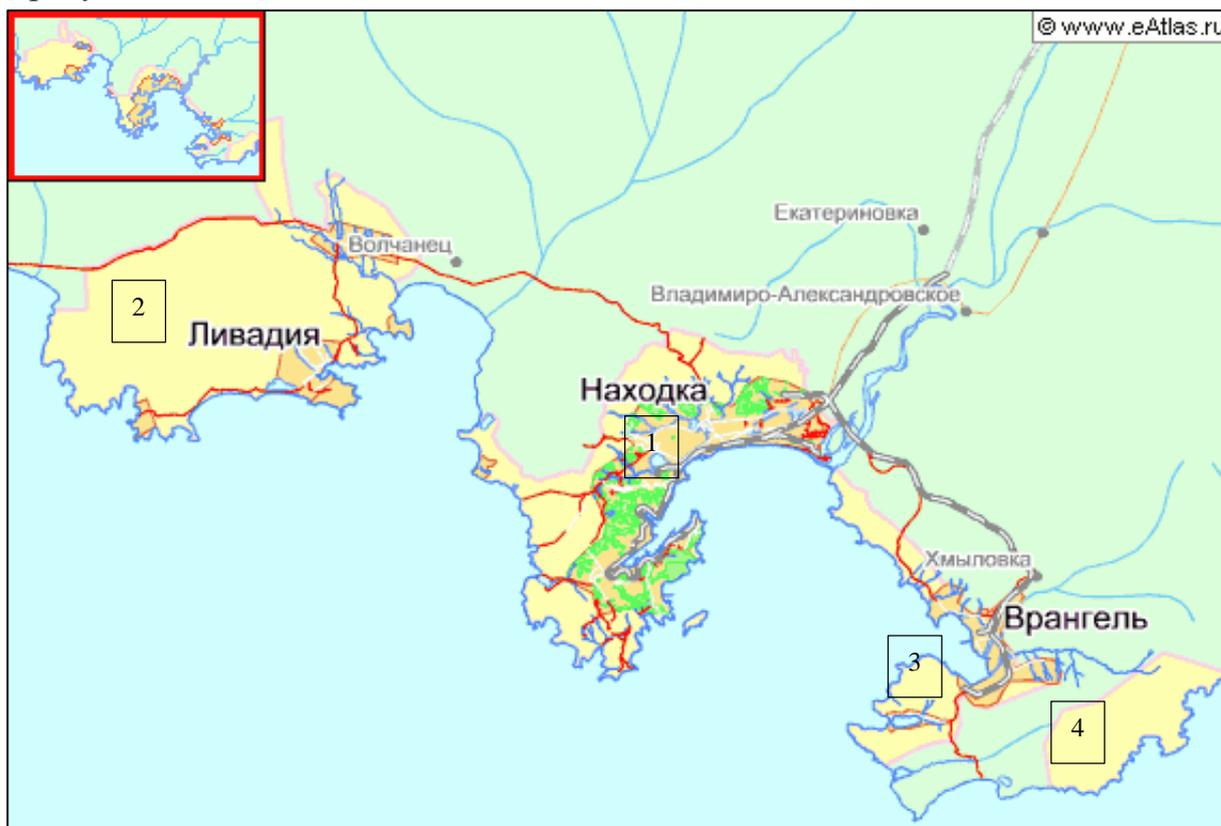 © www.eAtlas.ru
Екатериновка
Волчанец
Владимиро-Александровское
2
Ливадия
Находка
1
Хмыловка
Врангель
3
4